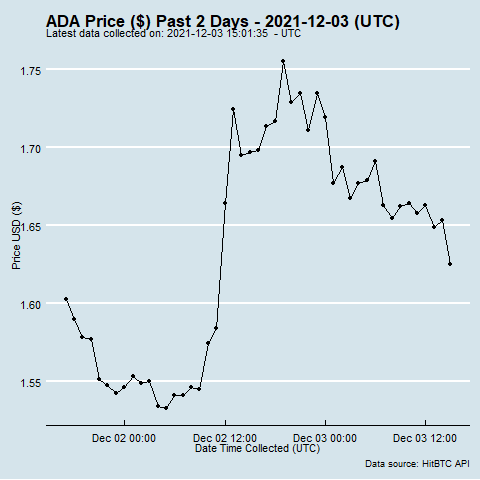 ADA Price ($) Past 2 Days - 2021-12-03 (UTC)
Latest data collected on: 2021-12-03 15:01:35 - UTC
1.75
1.70
1.65
1.60
1.55
Price USD ($)
Dec 02 00:00 Dec 02 12:00 Dec 03 00:00 Dec 03 12:00
Date Time Collected (UTC)
Data source: HitBTC API